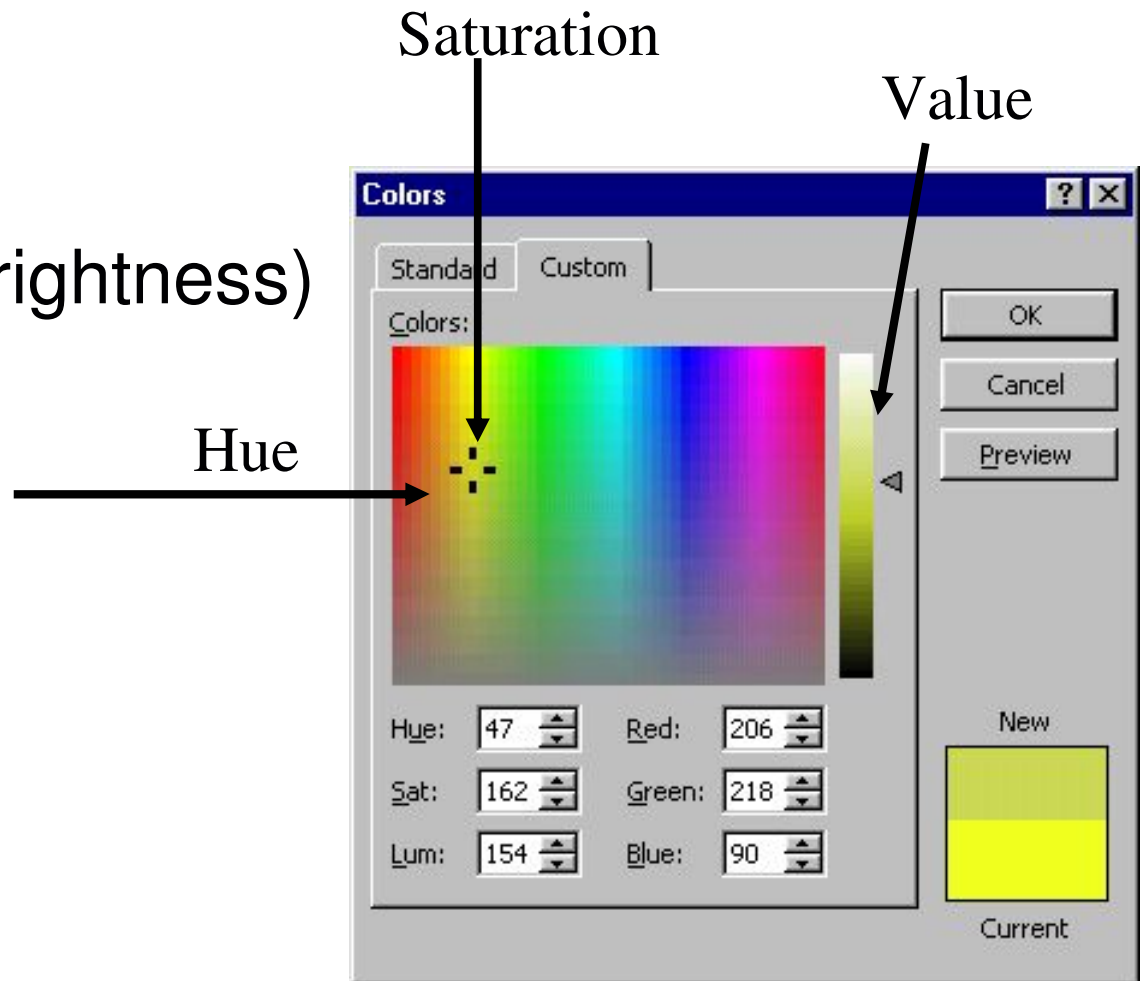 Saturation
Value
rightness)
Hue
Colors
?
Standard Custom
Colors:
OK
Cancel
Preview
Hue: 47 Red: 206
Sat: 162 Green: 218
Lum: 154 Blue: 90
New
Current